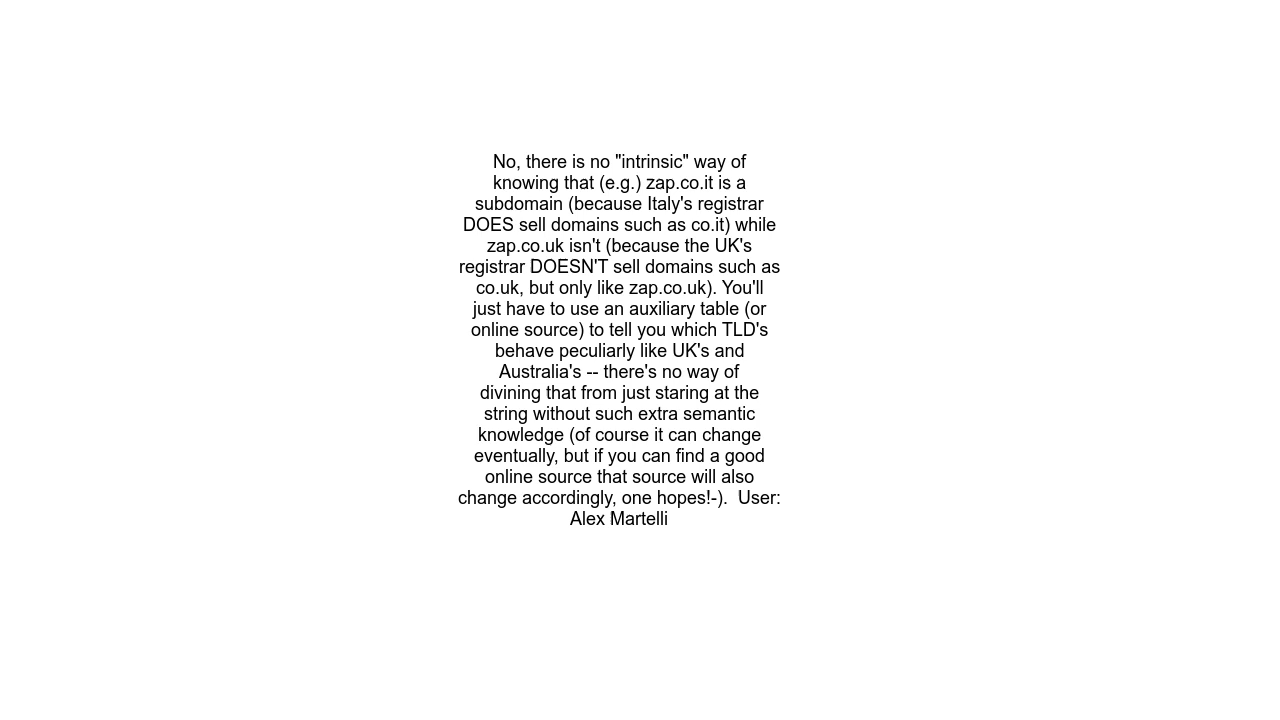 No, there is no "intrinsic" way of
knowing that (e.g.) zap.co.it is a
subdomain (because Italy's registrar
DOES sell domains such as co.it) while
zap.co.uk isn't (because the UK's
registrar DOESN'T sell domains such as
co.uk, but only like zap.co.uk). You'll
just have to use an auxiliary table (or
online source) to tell you which TLD's
behave peculiarly like UK's and
Australia's -- there's no way of
divining that from just staring at the
string without such extra semantic
knowledge (of course it can change
eventually, but if you can find a good
online source that source will also
change accordingly, one hopes!-).  User:
Alex Martelli